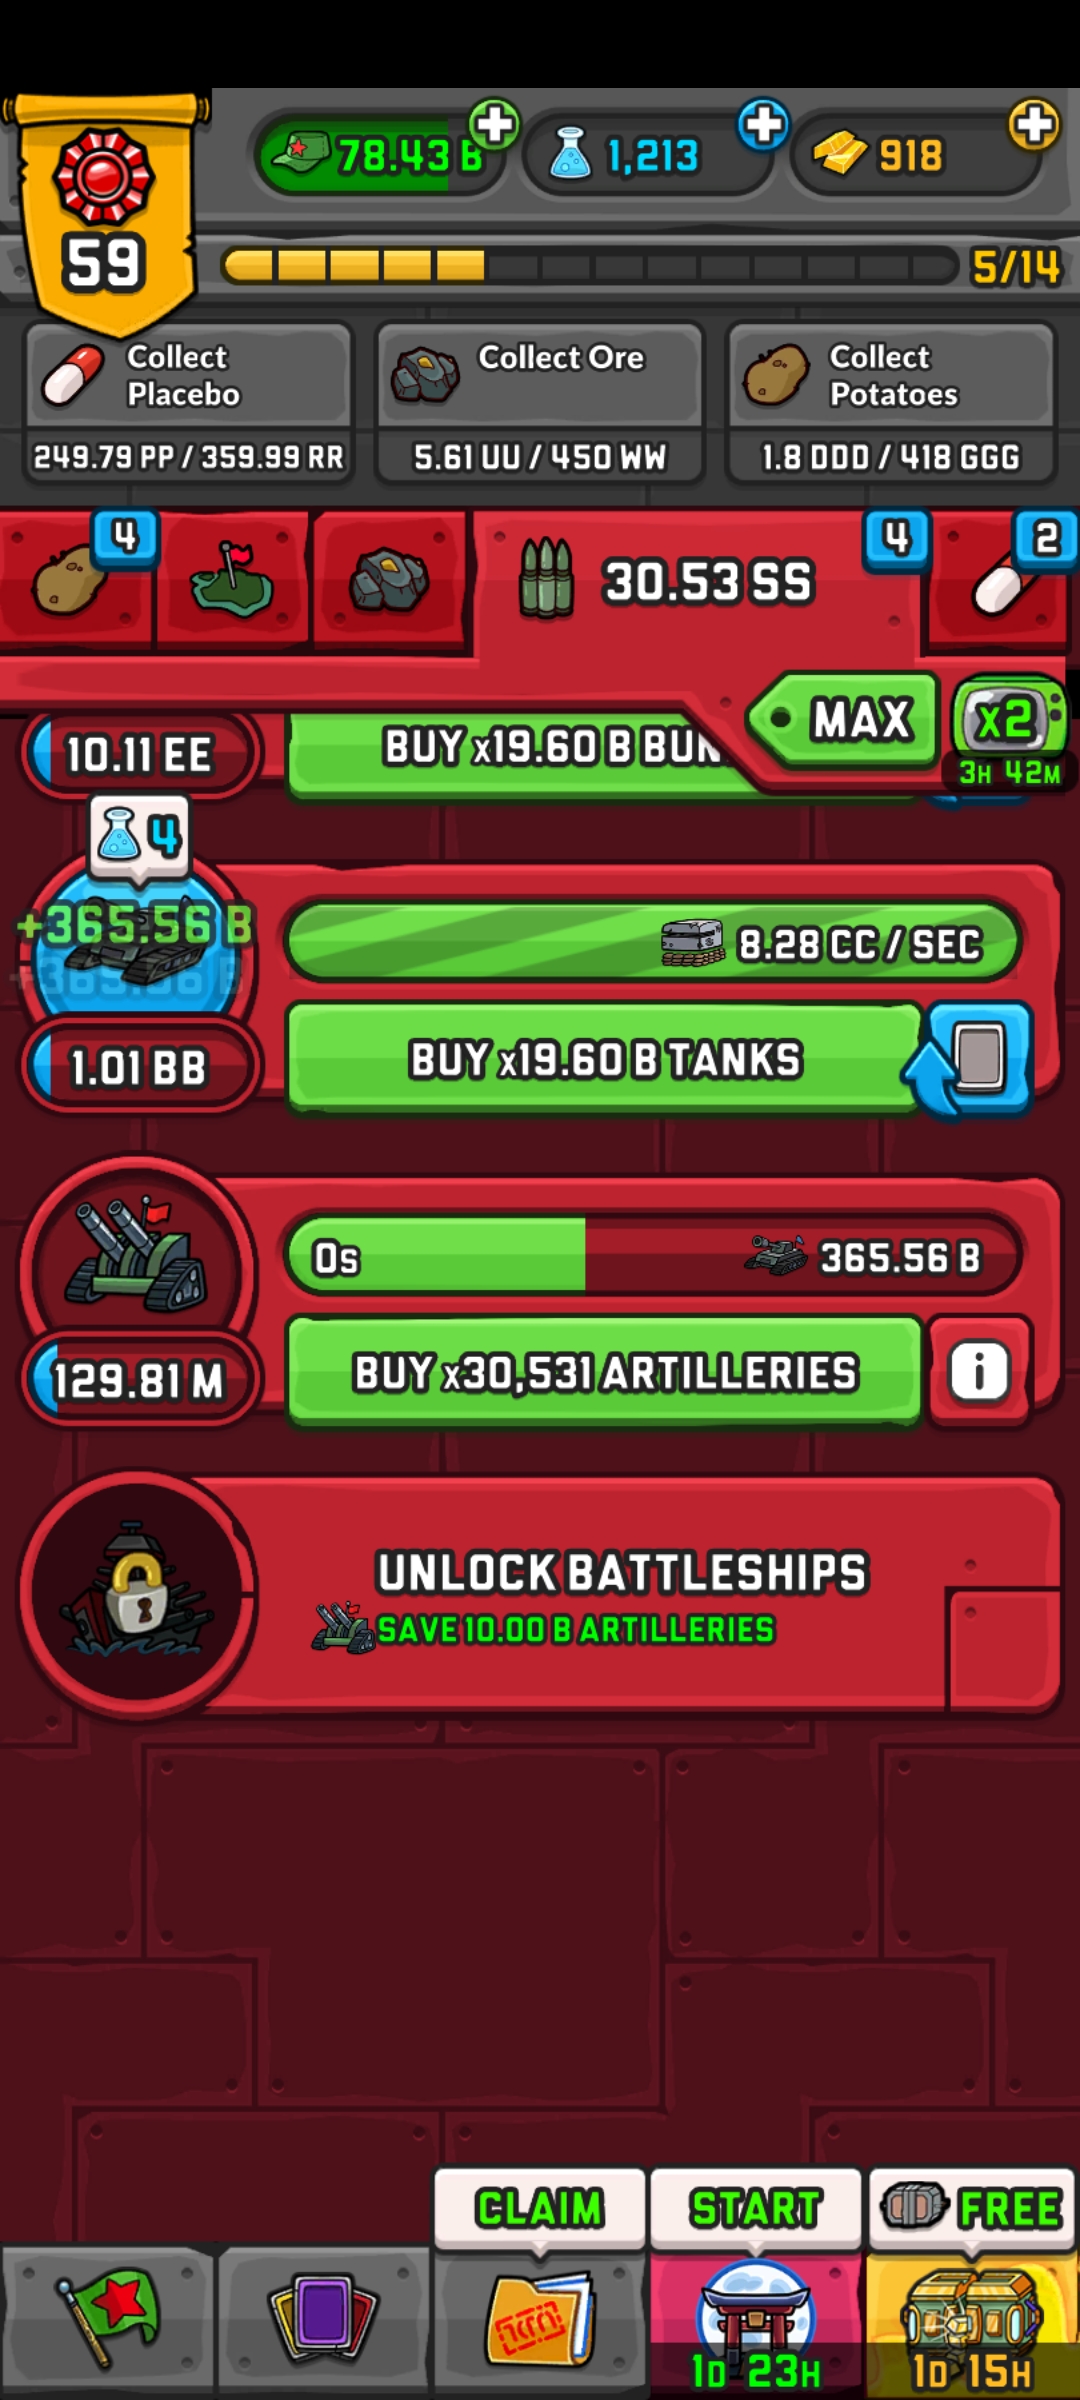 59
78.43 B
1,213
918
5/14
Collect
Placebo
249.79 PP / 359.99 RR
Collect Ore
5.61 UU / 450 WW
Collect
Potatoes
1.8 DDD / 418 GGG
4
30.53 SS
4
2
MAX
x2
3H 42M
10.11 EE
BUY x19.60 B BUN
4
+365.56 B
+365.56 B
8.28 CC / SEC
1.01 BB
BUY x19.60 B TANKS
0s
365.56 B
129.81 M
BUY x30,531 ARTILLERIES
i
UNLOCK BATTLESHIPS
SAVE 10.00 B ARTILLERIES
CLAIM
START
FREE
1D 23H
1D 15H